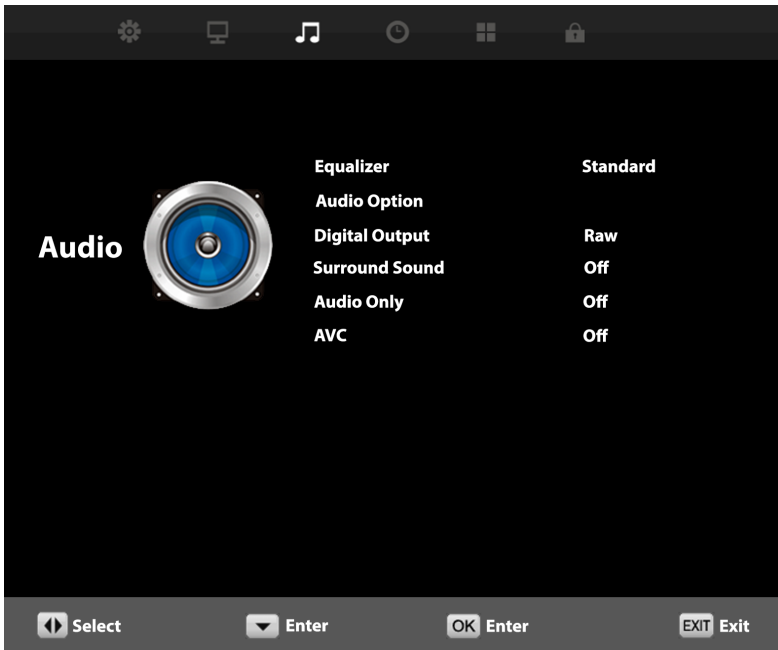 Equalizer Standard
Audio Option
Digital Output Raw
Audio
Surround Sound Off
Audio Only Off
AVC Off
Select Enter OK Enter EXIT Exit